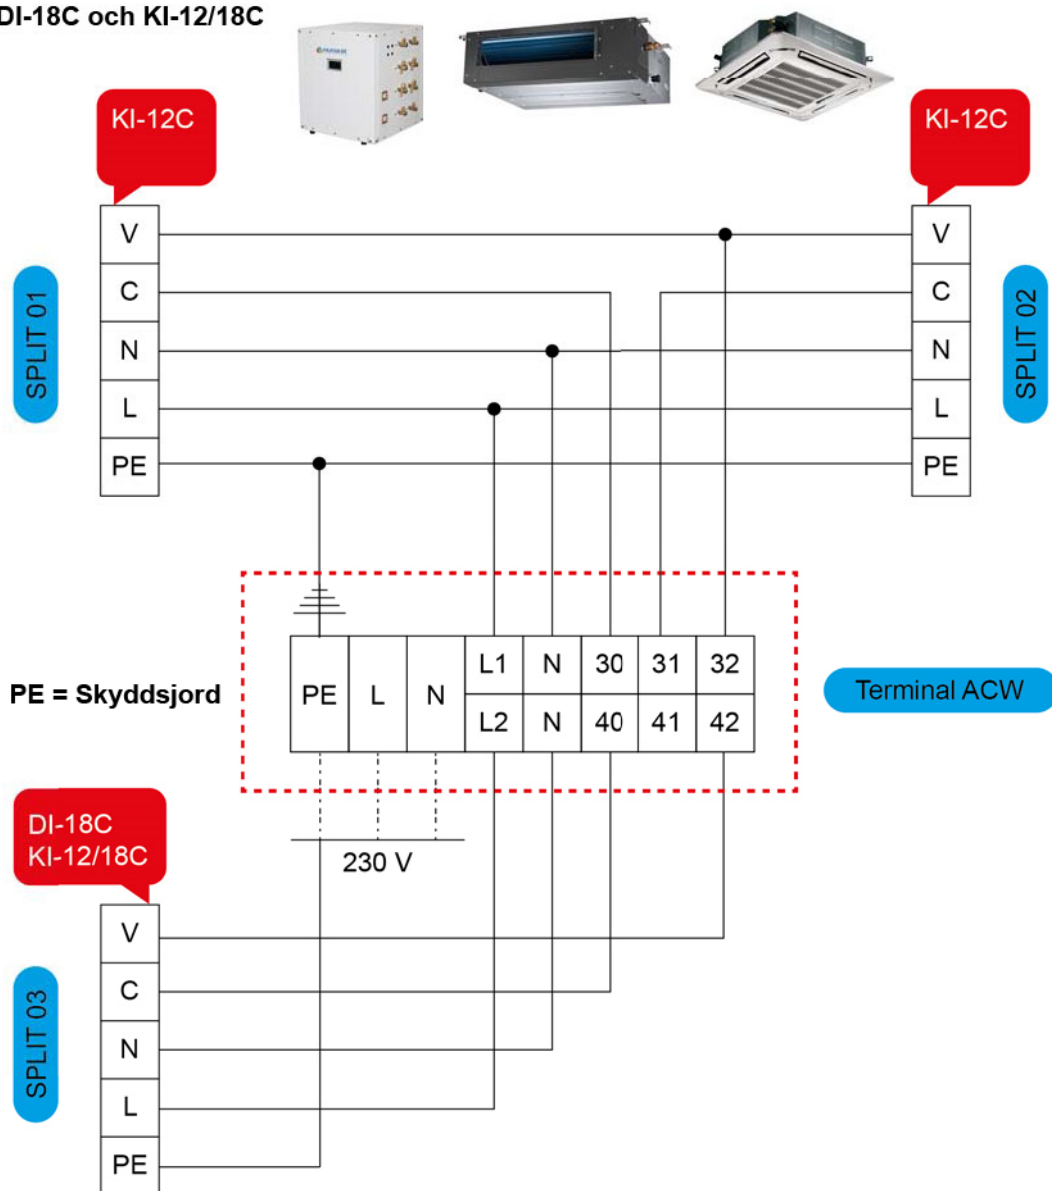 DI-18C och KI-12/18C
KI-12C
KI-12C
V
C
N
L
PE
SPLIT 01
V
C
N
L
PE
SPLIT 02
PE = Skyddsjord
PE
L
N
L1 N 30 31 32
L2 N 40 41 42
Terminal ACW
230 V
DI-18C
KI-12/18C
V
C
N
L
PE
SPLIT 03